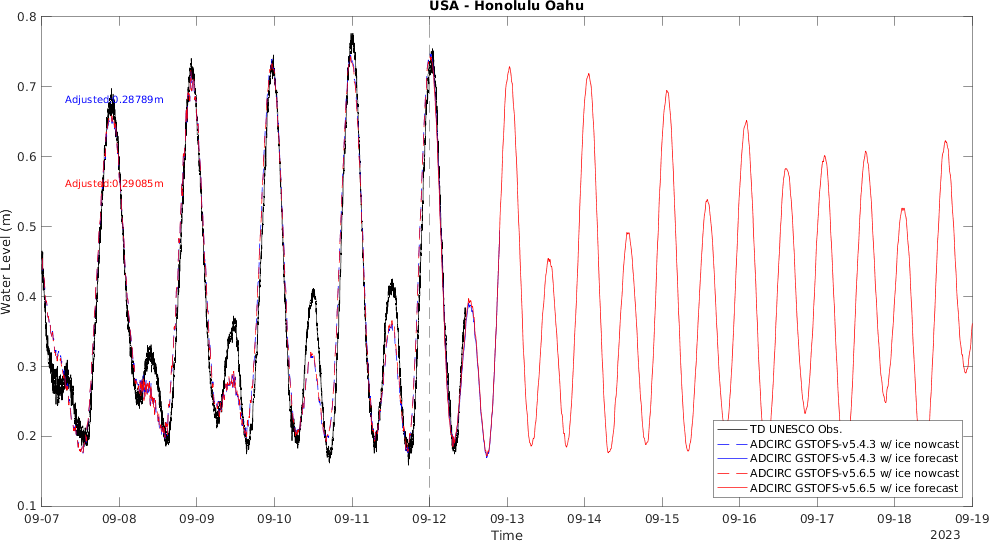 USA - Honolulu Oahu
0.8
0.7
0.6
0.5
0.4
0.3
0.2
0.1
Water Level (m)
Adjusted:0.28789m
Adjusted:0.29085m
TD UNESCO Obs.
ADCIRC GSTOFS-v5.4.3 w/ ice nowcast
ADCIRC GSTOFS-v5.4.3 w/ ice forecast
ADCIRC GSTOFS-v5.6.5 w/ ice nowcast
ADCIRC GSTOFS-v5.6.5 w/ ice forecast
09-07 09-08 09-09 09-10 09-11 09-12 09-13 09-14 09-15 09-16 09-17 09-18 09-19
Time
2023